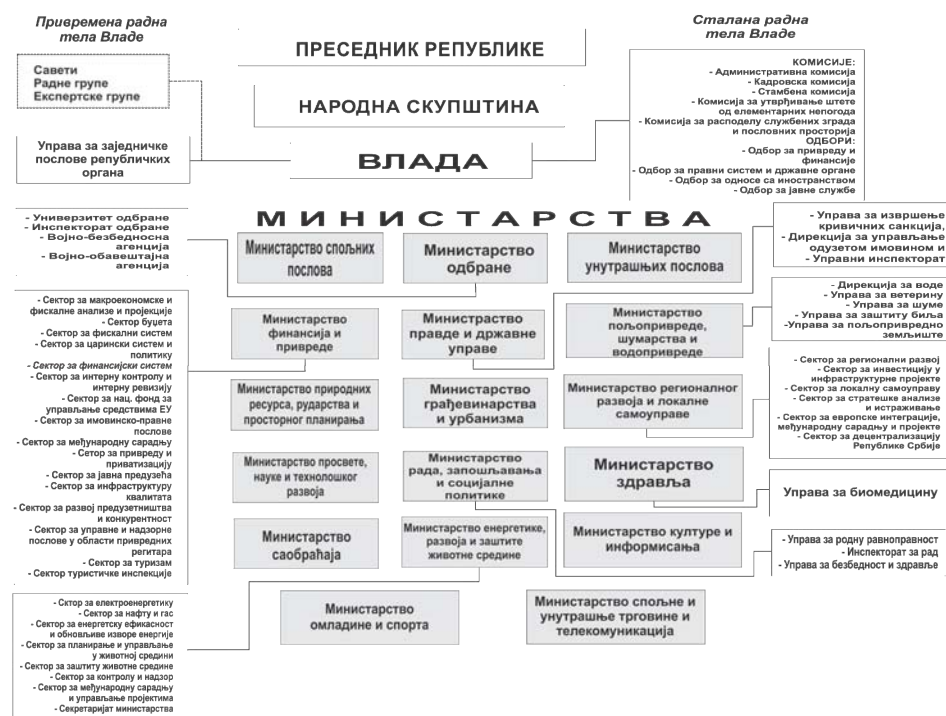 Привремена радна
тела Владе
Савети
Радне групе
Експертске групе
Управа за заједничке
послове републичких
органа
ПРЕСЕДНИК РЕПУБЛИКЕ
НАРОДНА СКУПШТИНА
ВЛАДА
Сталана радна
тела Владе
КОМИСИЈЕ:
- Административна комисија
- Кадровска комисија
- Стамбена комисија
- Комисија за утврђивање штете
од елементарних непогода
- Комисија за расподелу службених зграда
и пословних просторија
ОДБОРИ:
- Одбор за привреду и
финансије
- Одбор за правни систем и државне органе
- Одбор за односе са иностранством
- Одбор за јавне службе
МИНИСТАРСТВА
- Универзитет одбране
- Инспекторат одбране
- Војно-безбедносна
агенција
- Војно-обавештајна
агенција
Министарство спољних
послова
Министарство
одбране
Министарство
унутрашњих послова
- Управа за извршење
кривичних санкција,
- Дирекција за управљање
одузетом имовином и
- Управни инспекторат
- Сектор за макроекономске и
фискалне анализе и пројекције
- Сектор буџета
- Сектор за фискални систем
- Сектор за царински систем и
политику
- Сектор за финансијски систем
- Сектор за интерну контролу и
интерну ревизију
- Сектор за нац. фонд за
управљање средствима ЕУ
- Сектор за имовинско-правне
послове
- Сектор за међународну сарадњу
- Сетор за привреду и
приватизацију
- Сектор за јавна предузећа
- Сектор за инфраструктуру
квалитата
- Сектор за развој предузетништва
и конкурентност
- Сектор за управне и надзорне
послове у области привредних
регитара
- Сектор за туризам
- Сектор туристичке инспекције
Министарство
финансија и
привреде
Министраство
правде и државне
управе
Министарство
пољопривреде,
шумарства и
водопривреде
- Дирекција за воде
- Управа за ветерину
- Управа за шуме
- Управа за заштиту биља
-Управа за пољопривредно
земљиште
Министарство природних
ресурса, рударства и
просторног планирања
Министарство
грађевинарства
и урбанизма
Министарство регионалног
развоја и локалне
самоуправе
- Сектор за регионални развој
- Сектор за инвестициј у
инфраструктурне пројекте
- Сектор за локалну самоуправу
- Сектор за стратешке анализе
и истраживање
- Сектор за европске интеграције,
међународну сарадњу и пројекте
- Сектор за децентрализацију
Републике Србије
Министарство просвете,
науке и технолошког
развоја
Министарство
рада, запошљавања
и социјалне
политике
Министарство
здравља
Управа за биомедицину
Министарство
саобраћаја
Министарство енергетике,
развоја и заштите
животне средине
Министарство културе и
информисања
- Управа за родну равноправност
- Инспекторат за рад
- Управа за безбедност и здравље
- Сктор за електроенергетику
- Сектор за нафту и гас
- Сектор за енергетску ефикасност
и обновљиве изворе енергије
- Сектор за планирање и управљање
у животној средини
- Сектор за заштиту животне средине
- Сектор за контролу и надзор
- Сектор за међународну сарадњу
и управљање пројектима
- Секретаријат министарства
Министарство
омладине и спорта
Министарство спољне и
унутрашње трговине и
телекомуникација